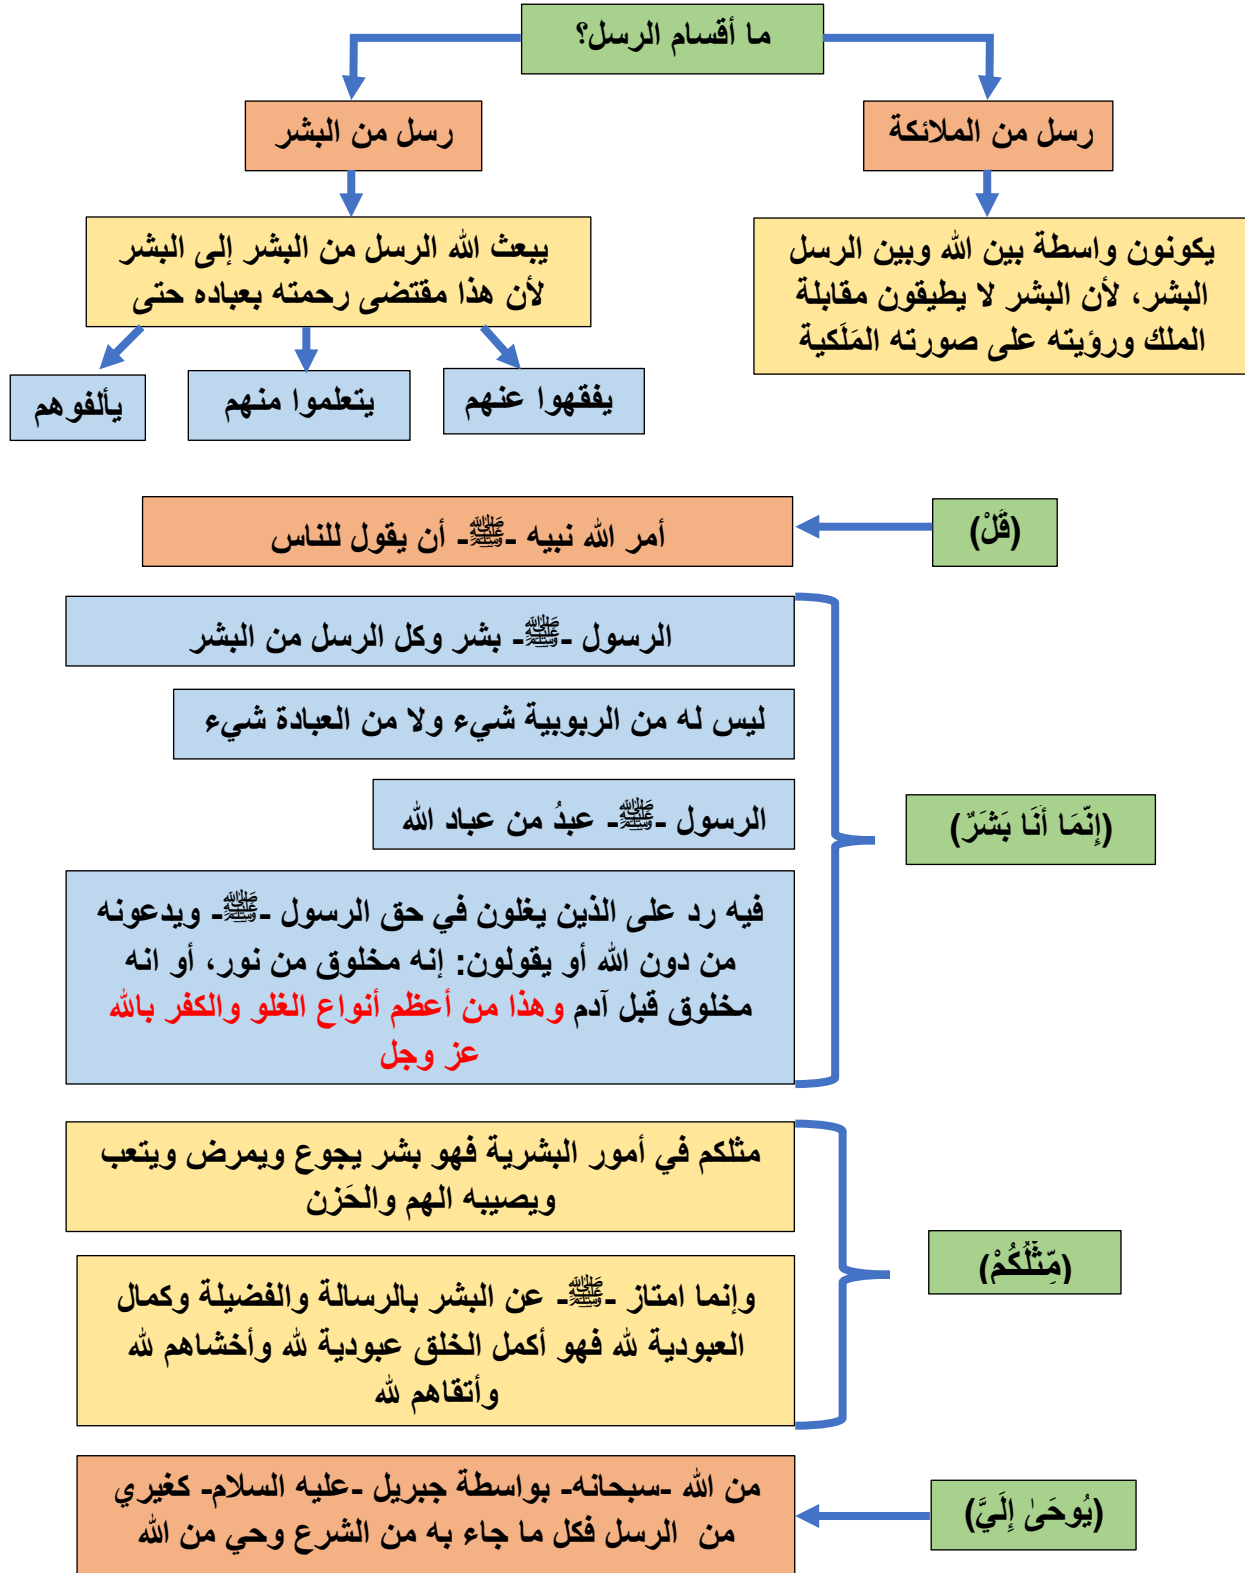 ما أقسام الرسل؟
رسل من الملائكة
رسل من البشر
يكونون واسطة بين الله وبين الرسل
البشر، لأن البشر لا يطيقون مقابلة
الملك ورؤيته على صورته المَلَكية
يبعث الله الرسل من البشر إلى البشر
لأن هذا مقتضى رحمته بعباده حتى
يفقهوا عنهم
يتعلموا منهم
يألفوهم
(قُلْ)
أمر الله نبيه -ﷺ- أن يقول للناس
(إِنَّمَا أَنَا بَشَرٌ)
الرسول -ﷺ- بشر وكل الرسل من البشر
ليس له من الربوبية شيء ولا من العبادة شيء
الرسول -ﷺ- عبدُ من عباد الله
فيه رد على الذين يغلون في حق الرسول -ﷺ- ويدعونه
من دون الله أو يقولون: إنه مخلوق من نور، أو انه
مخلوق قبل آدم وهذا من أعظم أنواع الغلو والكفر بالله
عز وجل
(مِّثْلُكُمْ)
مثلكم في أمور البشرية فهو بشر يجوع ويمرض ويتعب
ويصيبه الهم والحَزن
وإنما امتاز -ﷺ- عن البشر بالرسالة والفضيلة وكمال
العبودية لله فهو أكمل الخلق عبودية لله وأخشاهم لله
وأتقاهم لله
(يُوحَىٰ إِلَيَّ)
من الله -سبحانه- بواسطة جبريل -عليه السلام- كغيري
من الرسل فكل ما جاء به من الشرع وحي من الله